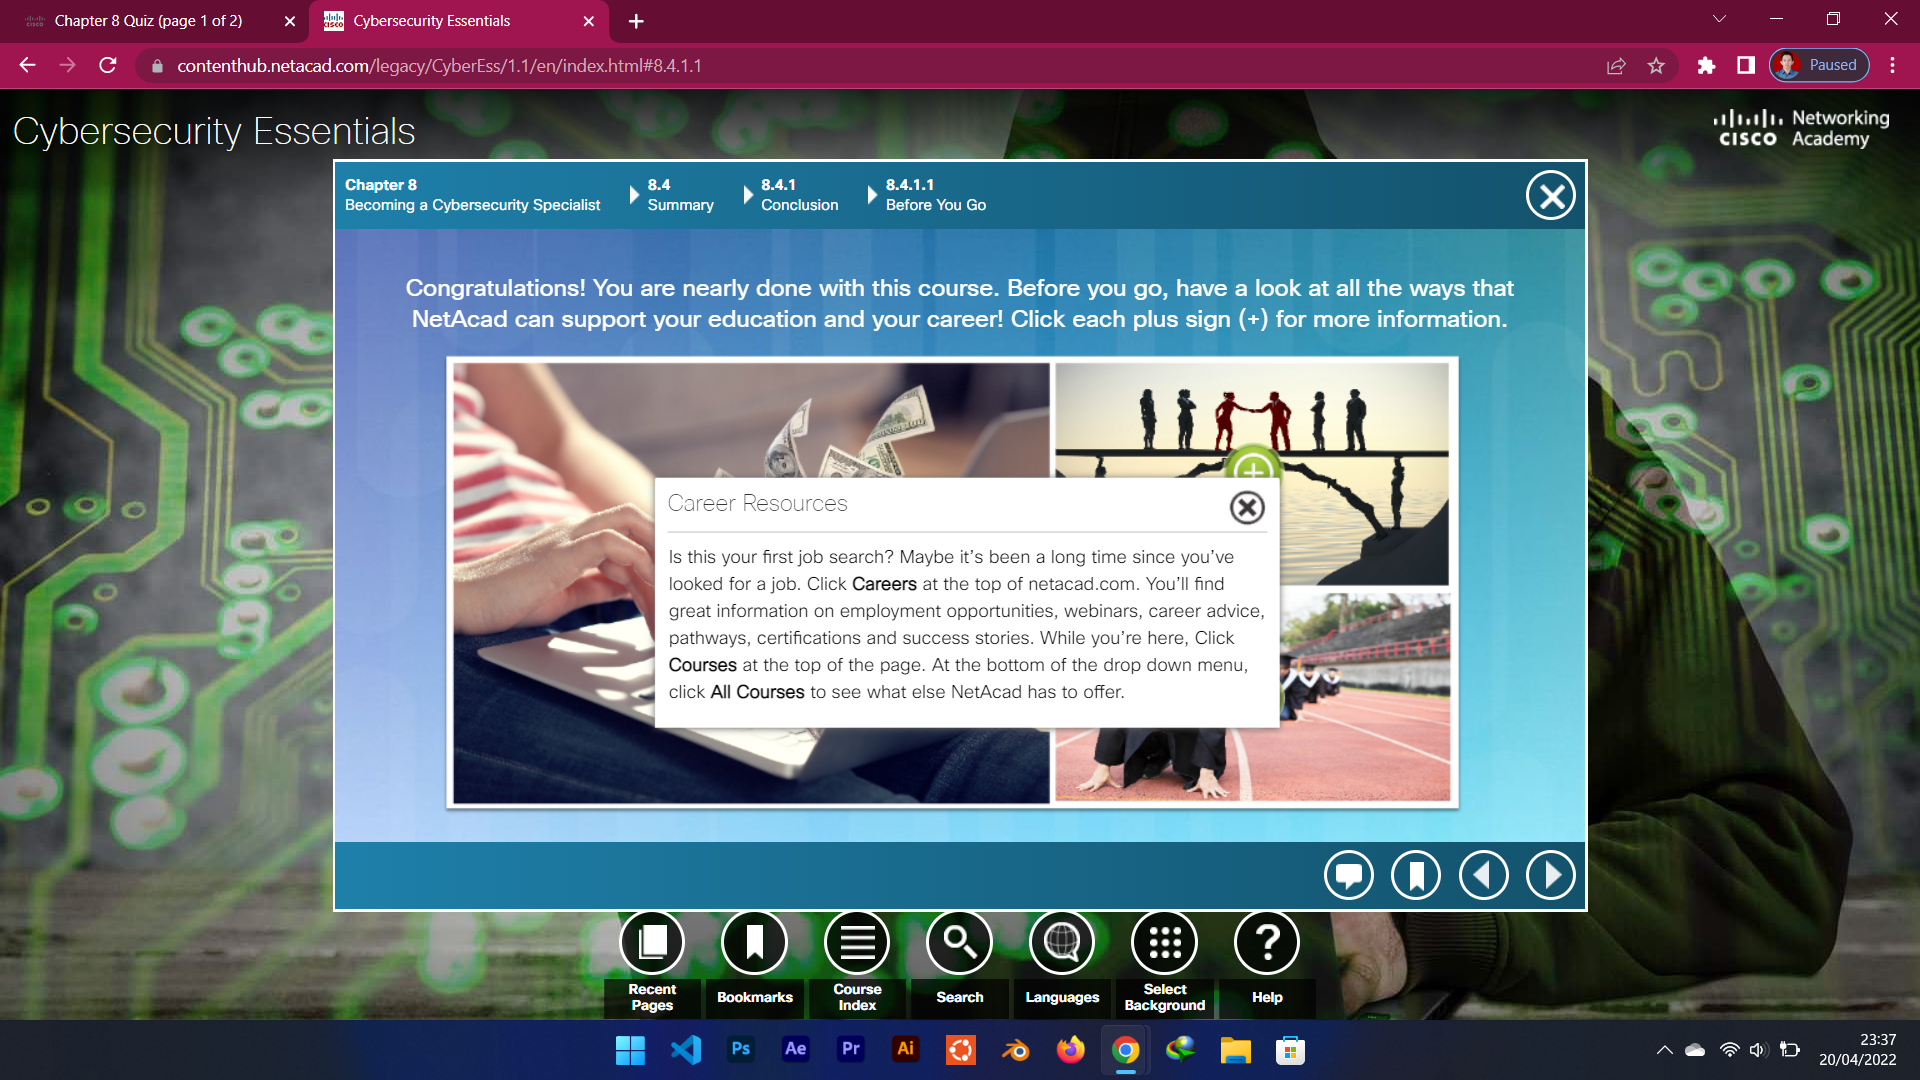 Chapter 8 Quiz (page 1 of 2)
Cybersecurity Essentials
contenthub.netacad.com/legacy/CyberEss/1.1/en/index.html#8.4.1.1
Paused
Cybersecurity Essentials
CISCO
Networking
Academy
Chapter 8
Becoming a Cybersecurity Specialist
8.4
Summary
8.4.1
Conclusion
8.4.1.1
Before You Go
Congratulations! You are nearly done with this course. Before you go, have a look at all the ways that
NetAcad can support your education and your career! Click each plus sign (+) for more information.
Career Resources
Is this your first job search? Maybe it’s been a long time since you’ve
looked for a job. Click Careers at the top of netacad.com. You’ll find
great information on employment opportunities, webinars, career advice,
pathways, certifications and success stories. While you’re here, Click
Courses at the top of the page. At the bottom of the drop down menu,
click All Courses to see what else NetAcad has to offer.
Recent
Pages
Bookmarks
Course
Index
Search
Languages
Select
Background
Help
Ps
Ae
Pr
Ai
23:37
20/04/2022